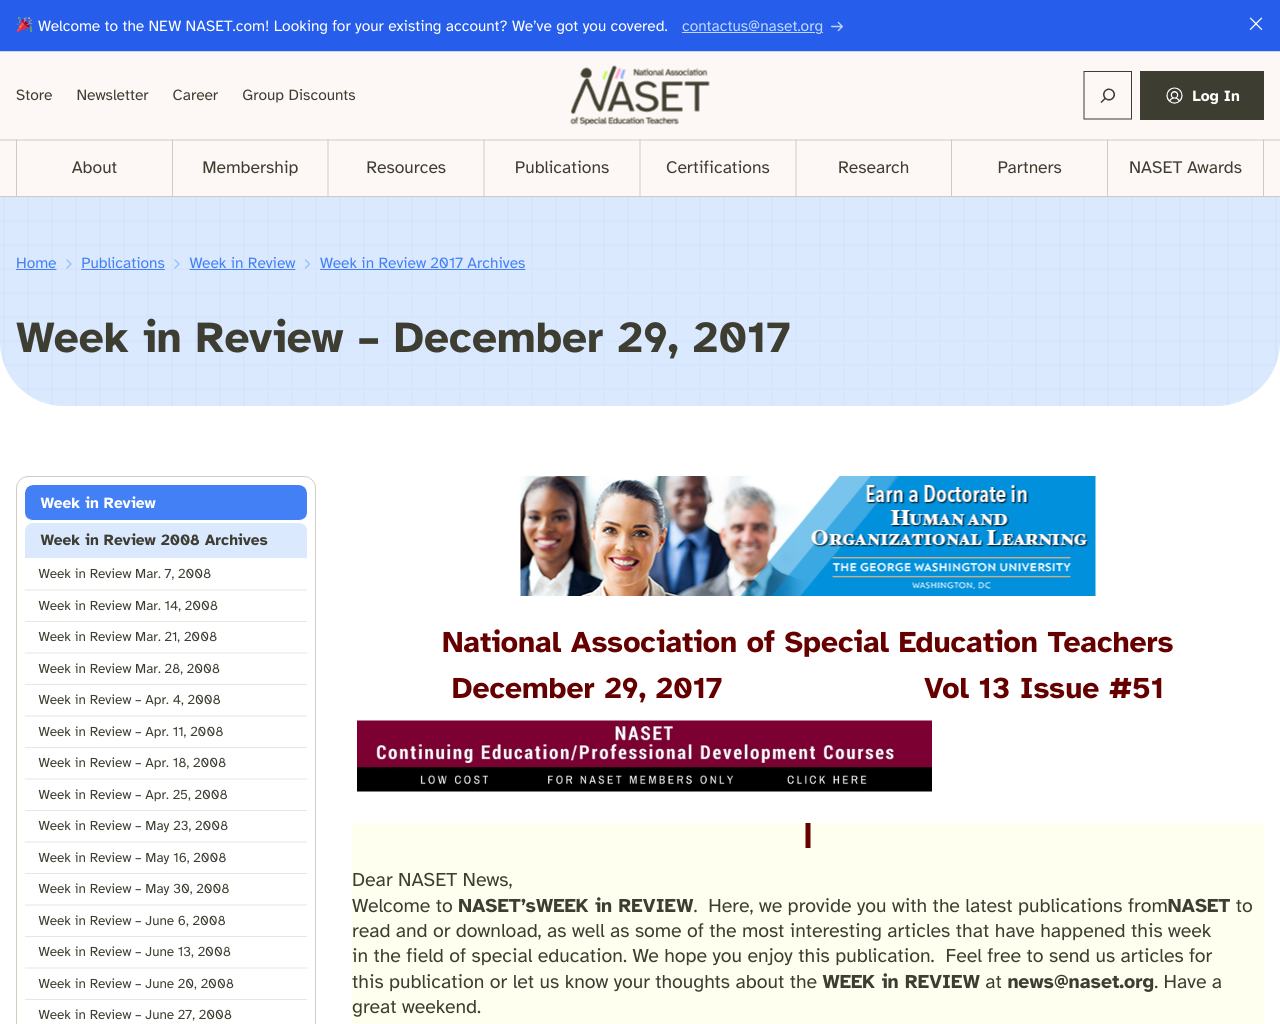 🎉 Welcome to the NEW NASET.com! Looking for your existing account? We've got you covered. contactus@naset.org →
Store Newsletter Career Group Discounts
National Association
NASET
of Special Education Teachers
Log In
About Membership Resources Publications Certifications Research Partners NASET Awards
Home > Publications > Week in Review > Week in Review 2017 Archives
Week in Review – December 29, 2017
Week in Review
Week in Review 2008 Archives
Week in Review Mar. 7, 2008
Week in Review Mar. 14, 2008
Week in Review Mar. 21, 2008
Week in Review Mar. 28, 2008
Week in Review – Apr. 4, 2008
Week in Review – Apr. 11, 2008
Week in Review – Apr. 18, 2008
Week in Review – Apr. 25, 2008
Week in Review – May 23, 2008
Week in Review – May 16, 2008
Week in Review – May 30, 2008
Week in Review – June 6, 2008
Week in Review – June 13, 2008
Week in Review – June 20, 2008
Week in Review – June 27, 2008
Earn a Doctorate in
HUMAN AND
ORGANIZATIONAL LEARNING
THE GEORGE WASHINGTON UNIVERSITY
WASHINGTON, DC
National Association of Special Education Teachers
December 29, 2017 Vol 13 Issue #51
NASET
Continuing Education/Professional Development Courses
LOW COST FOR NASET MEMBERS ONLY CLICK HERE
I
Dear NASET News,
Welcome to NASET'sWEEK in REVIEW. Here, we provide you with the latest publications fromNASET to
read and or download, as well as some of the most interesting articles that have happened this week
in the field of special education. We hope you enjoy this publication. Feel free to send us articles for
this publication or let us know your thoughts about the WEEK in REVIEW at news@naset.org. Have a
great weekend.